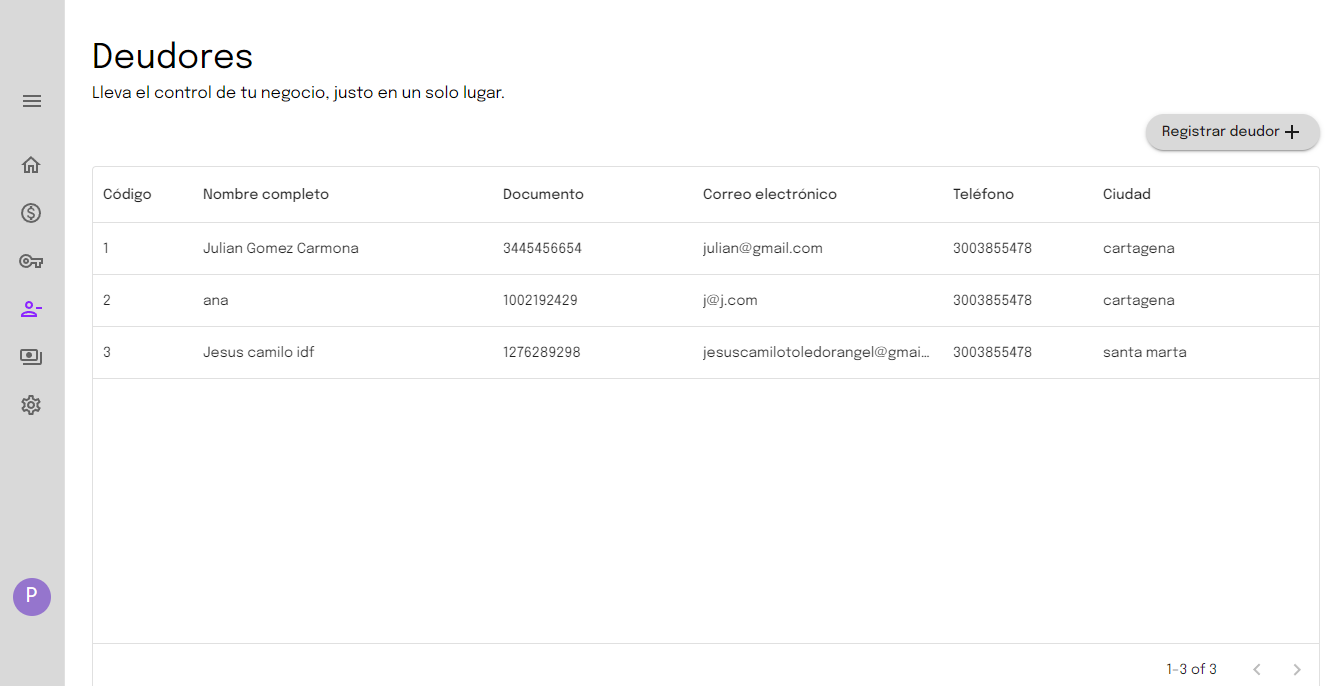 Deudores
Lleva el control de tu negocio, justo en un solo lugar.
Registrar deudor +
Código Nombre completo Documento Correo electrónico Teléfono Ciudad
1 Julian Gomez Carmona 3445456654 julian@gmail.com 3003855478 cartagena
2 ana 1002192429 j@j.com 3003855478 cartagena
3 Jesus camilo idf 1276289298 jesuscamilotoledorangel@gmai... 3003855478 santa marta
P
1-3 of 3